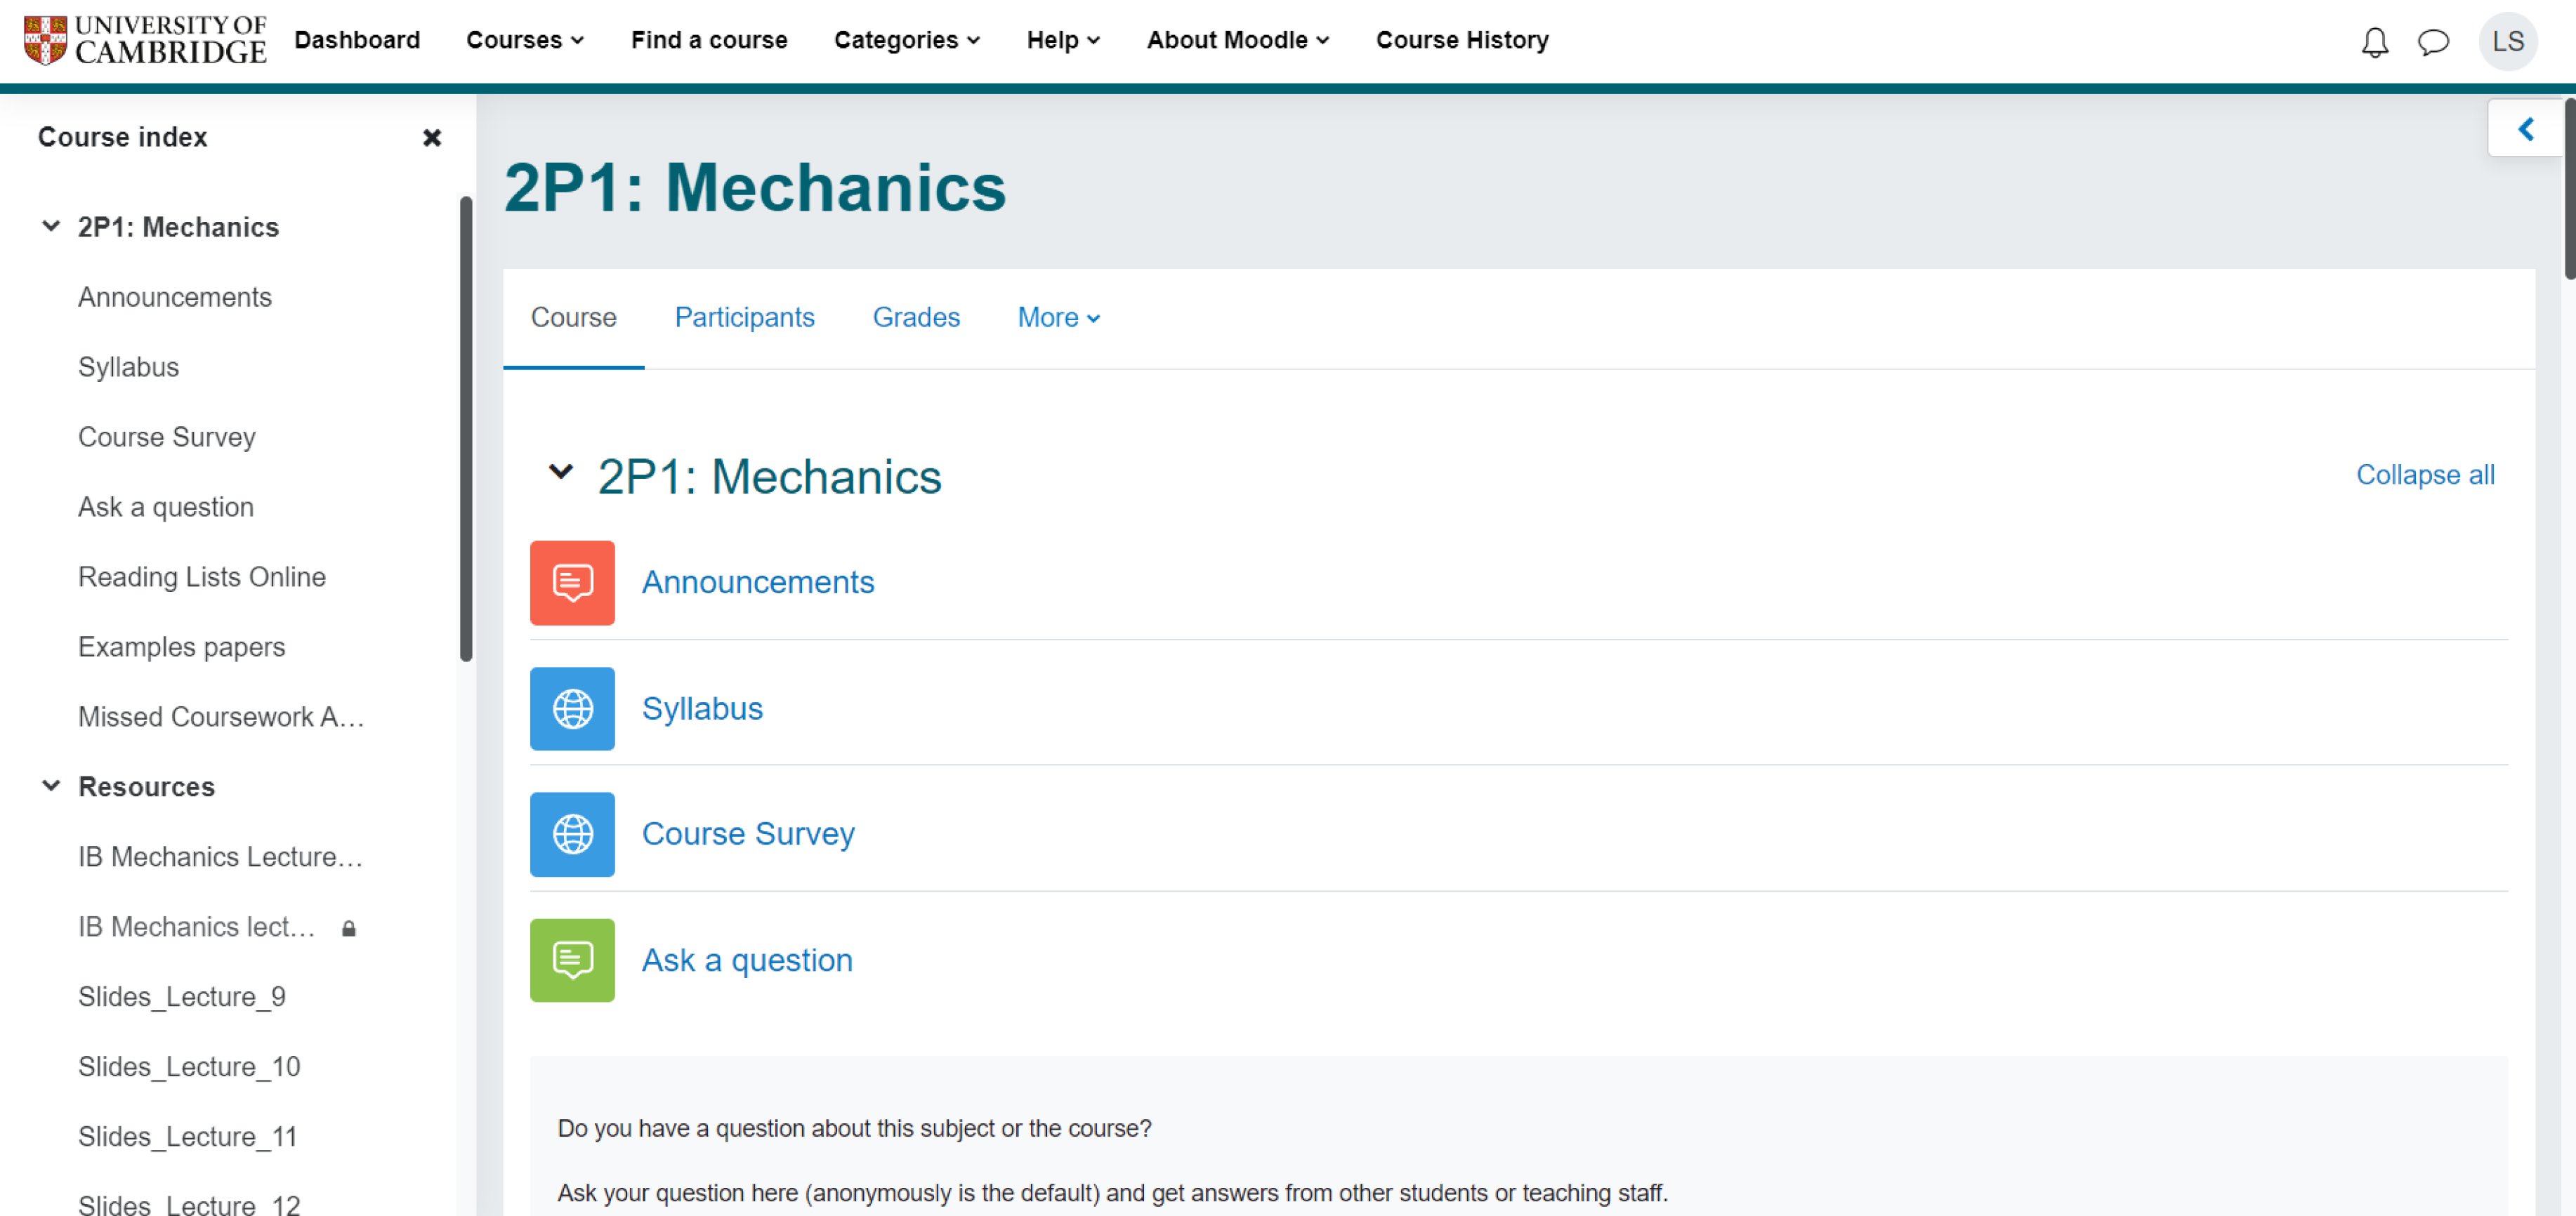 UNIVERSITY OF
CAMBRIDGE
Dashboard
Courses
Find a course
Categories
Help
About Moodle
Course History
LS
Course index
2P1: Mechanics
Announcements
Syllabus
Course Survey
Ask a question
Reading Lists Online
Examples papers
Missed Coursework A...
Resources
IB Mechanics Lecture...
IB Mechanics lect...
Slides_Lecture_9
Slides_Lecture_10
Slides_Lecture_11
Slides_Lecture_12
2P1: Mechanics
Course
Participants
Grades
More
2P1: Mechanics
Collapse all
Announcements
Syllabus
Course Survey
Ask a question
Do you have a question about this subject or the course?
Ask your question here (anonymously is the default) and get answers from other students or teaching staff.